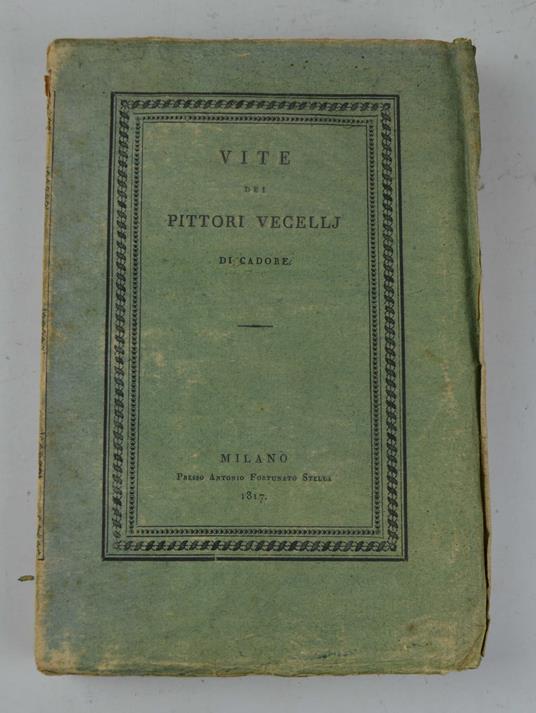 VITE
DEI
PITTORI VECELLJ
DI CADORE.
MILANO
Presso Antonio Fortunato Stella
1817.